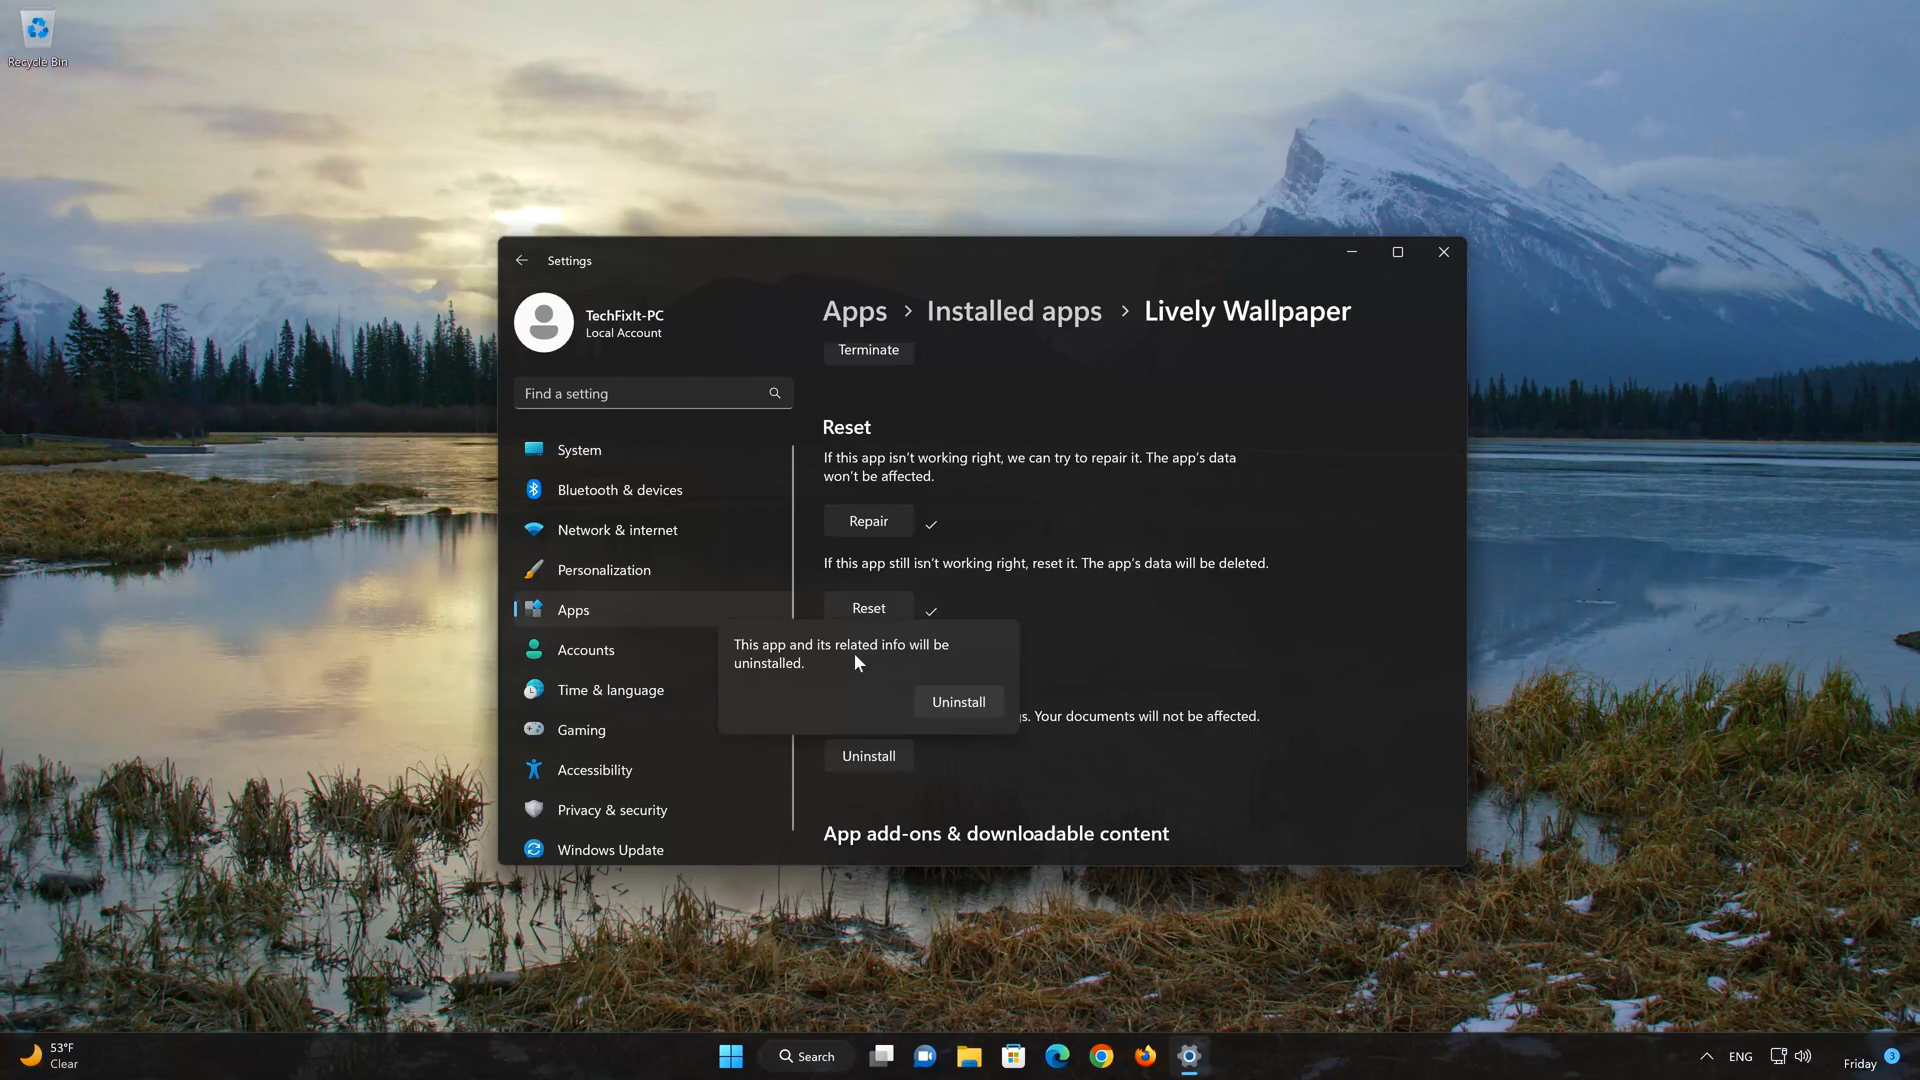 Recycle Bin
Settings
TechFixIt-PC
Local Account
Find a setting
System
Bluetooth & devices
Network & internet
Personalization
Apps
Accounts
Time & language
Gaming
Accessibility
Privacy & security
Windows Update
Apps > Installed apps > Lively Wallpaper
Terminate
Reset
If this app isn't working right, we can try to repair it. The app's data
won't be affected.
Repair
If this app still isn't working right, reset it. The app's data will be deleted.
Reset
This app and its related info will be
uninstalled.
Uninstall
s. Your documents will not be affected.
Uninstall
App add-ons & downloadable content
53°F
Clear
Search
ENG
Friday
3